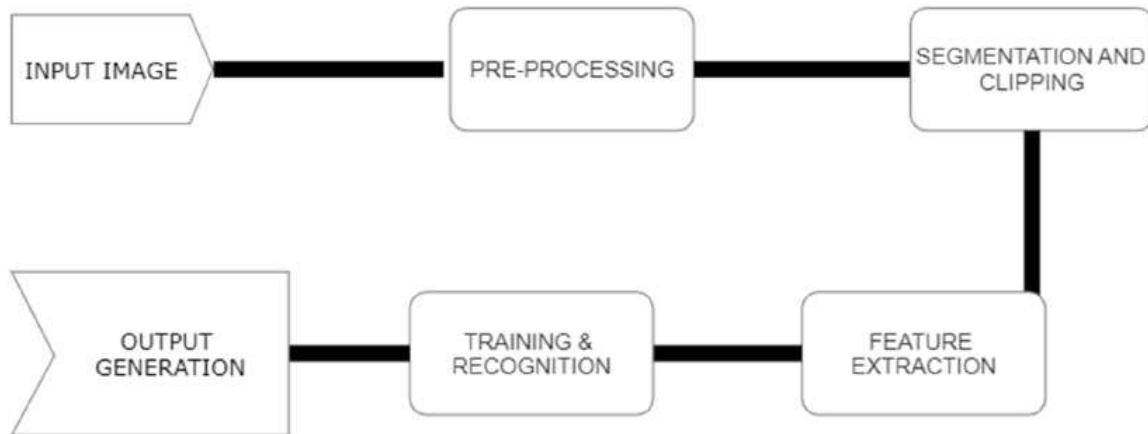 INPUT IMAGE
PRE-PROCESSING
SEGMENTATION AND
CLIPPING
FEATURE
EXTRACTION
TRAINING &
RECOGNITION
OUTPUT
GENERATION